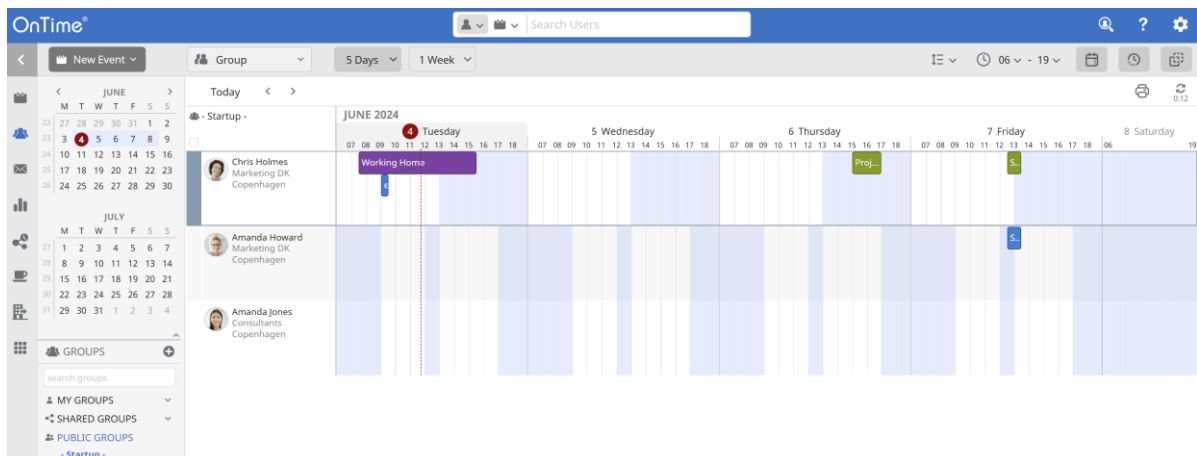 OnTime®
Search Users
New Event
Group
5 Days
1 Week
06 - 19
0:12
JUNE
M T W T F S S
22 27 28 29 30 31 1 2
23 3 4 5 6 7 8 9
24 10 11 12 13 14 15 16
25 17 18 19 20 21 22 23
26 24 25 26 27 28 29 30
JULY
M T W T F S S
27 1 2 3 4 5 6 7
28 8 9 10 11 12 13 14
29 15 16 17 18 19 20 21
30 22 23 24 25 26 27 28
31 29 30 31 1 2 3 4
GROUPS
search groups
MY GROUPS
SHARED GROUPS
PUBLIC GROUPS
- Startup -
Today
- Startup -
JUNE 2024
4 Tuesday
5 Wednesday
6 Thursday
7 Friday
8 Saturday
07 08 09 10 11 12 13 14 15 16 17 18
07 08 09 10 11 12 13 14 15 16 17 18
07 08 09 10 11 12 13 14 15 16 17 18
07 08 09 10 11 12 13 14 15 16 17 18
06 19
Chris Holmes
Marketing DK
Copenhagen
Working Home
e
Proj...
S..
Amanda Howard
Marketing DK
Copenhagen
S..
Amanda Jones
Consultants
Copenhagen